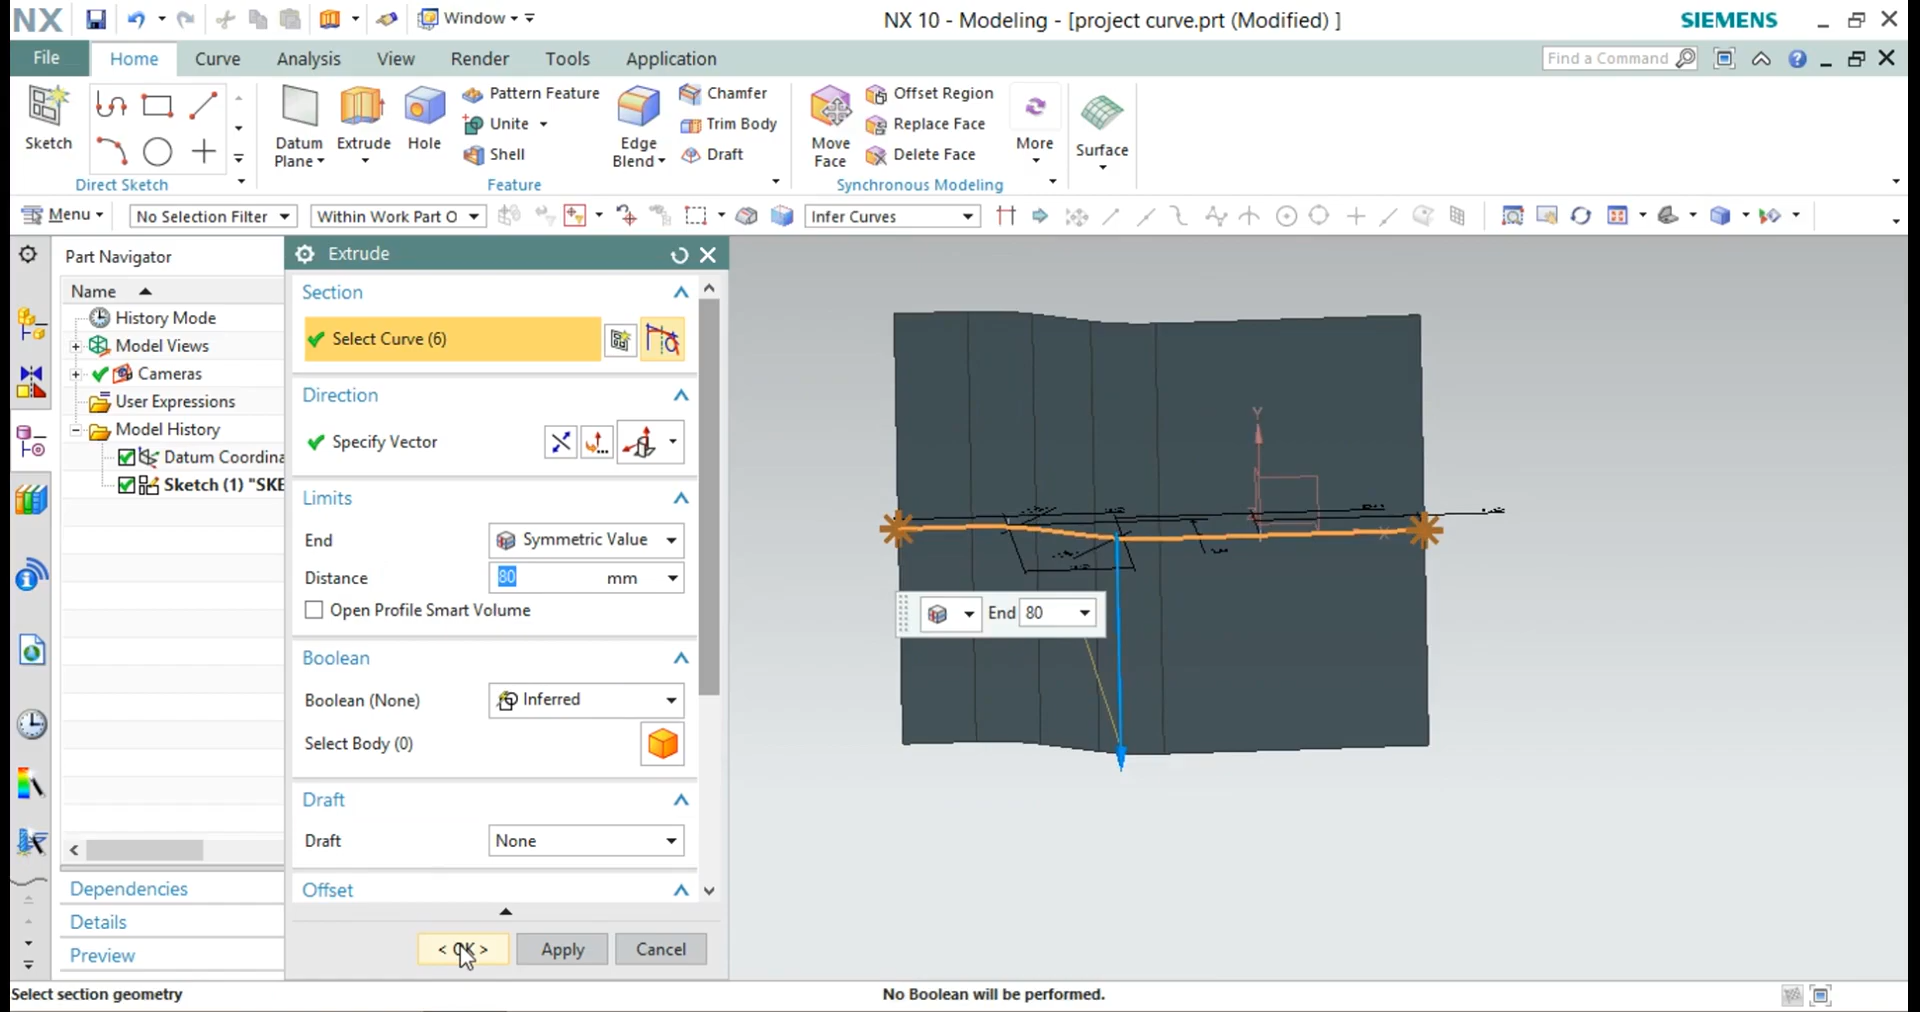 NX
Window
NX 10 - Modeling - [project curve.prt (Modified) ]
SIEMENS
File
Home
Curve
Analysis
View
Render
Tools
Application
Find a Command
Sketch
Direct Sketch
Datum
Plane
Extrude
Hole
Pattern Feature
Unite
Shell
Edge
Blend
Chamfer
Trim Body
Draft
Feature
Move
Face
Offset Region
Replace Face
Delete Face
More
Synchronous Modeling
Surface
Menu
No Selection Filter
Within Work Part O
Infer Curves
Part Navigator
Name
History Mode
Model Views
Cameras
User Expressions
Model History
Datum Coordina
Sketch (1) "SKE
Dependencies
Details
Preview
Extrude
Section
Select Curve (6)
Direction
Specify Vector
Limits
End
Symmetric Value
Distance
80
mm
Open Profile Smart Volume
Boolean
Boolean (None)
Inferred
Select Body (0)
Draft
Draft
None
Offset
< OK >
Apply
Cancel
Y
X
End
80
Select section geometry
No Boolean will be performed.